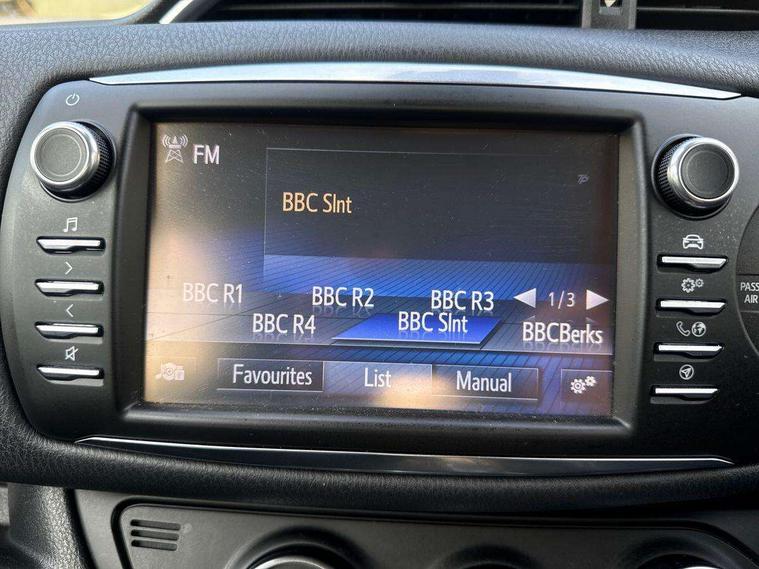 FM
BBC Slnt
BBC R1
BBC R2
BBC R3
1/3
BBC R4
BBC Slnt
BBCBerks
Favourites
List
Manual
PASS
AIR